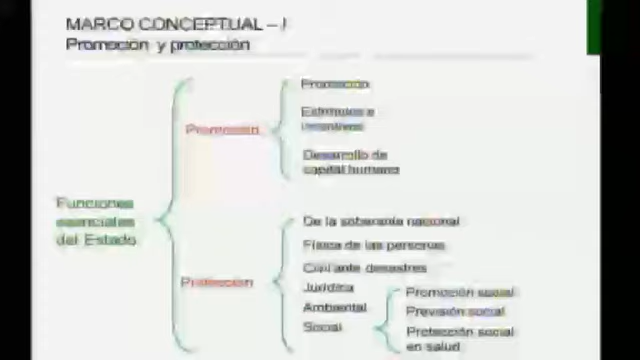 MARCO CONCEPTUAL – I
Promoción y protección
Promoción
Estímulos e
incentivos
Desarrollo de
capital humano
Promoción
Funciones
esenciales
del Estado
Protección
De la soberanía nacional
Física de las personas
Civil ante desastres
Jurídica
Ambiental
Social
Promoción social
Previsión social
Protección social
en salud